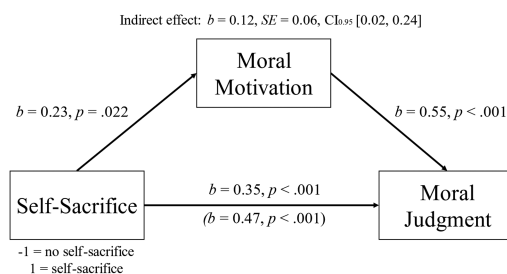 Indirect effect: b = 0.12, SE = 0.06, CI0.95 [0.02, 0.24]
Moral
Motivation
b = 0.23, p = .022
b = 0.55, p < .001
Self-Sacrifice
b = 0.35, p < .001
(b = 0.47, p < .001)
Moral
Judgment
-1 = no self-sacrifice
1 = self-sacrifice